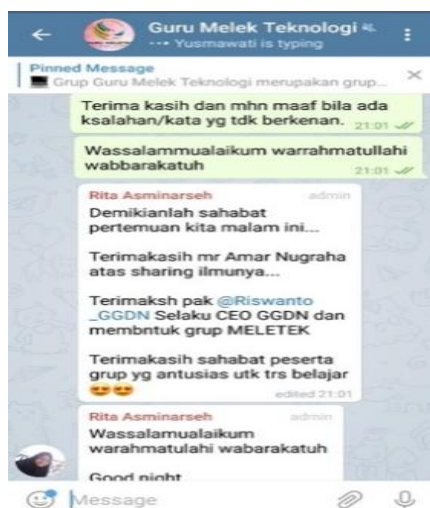 Guru Melek Teknologi
Yusmawati is typing
Pinned Message
Grup Guru Melek Teknologi merupakan grup...
Terima kasih dan mhn maaf bila ada
ksalahan/kata yg tdk berkenan. 21:01
Wassalammualaikum warrahmatullahi
wabbarakatuh 21:01
Rita Asminarseh admin
Demikianlah sahabat
pertemuan kita malam ini...
Terimakasih mr Amar Nugraha
atas sharing ilmunya...
Terimaksh pak @Riswanto
_GGDN Selaku CEO GGDN dan
membntuk grup MELETEK
Terimakasih sahabat peserta
grup yg antusias utk trs belajar
😍😍 edited 21:01
Rita Asminarseh admin
Wassalamualaikum
warahmatulahi wabarakatuh
Good night
Message